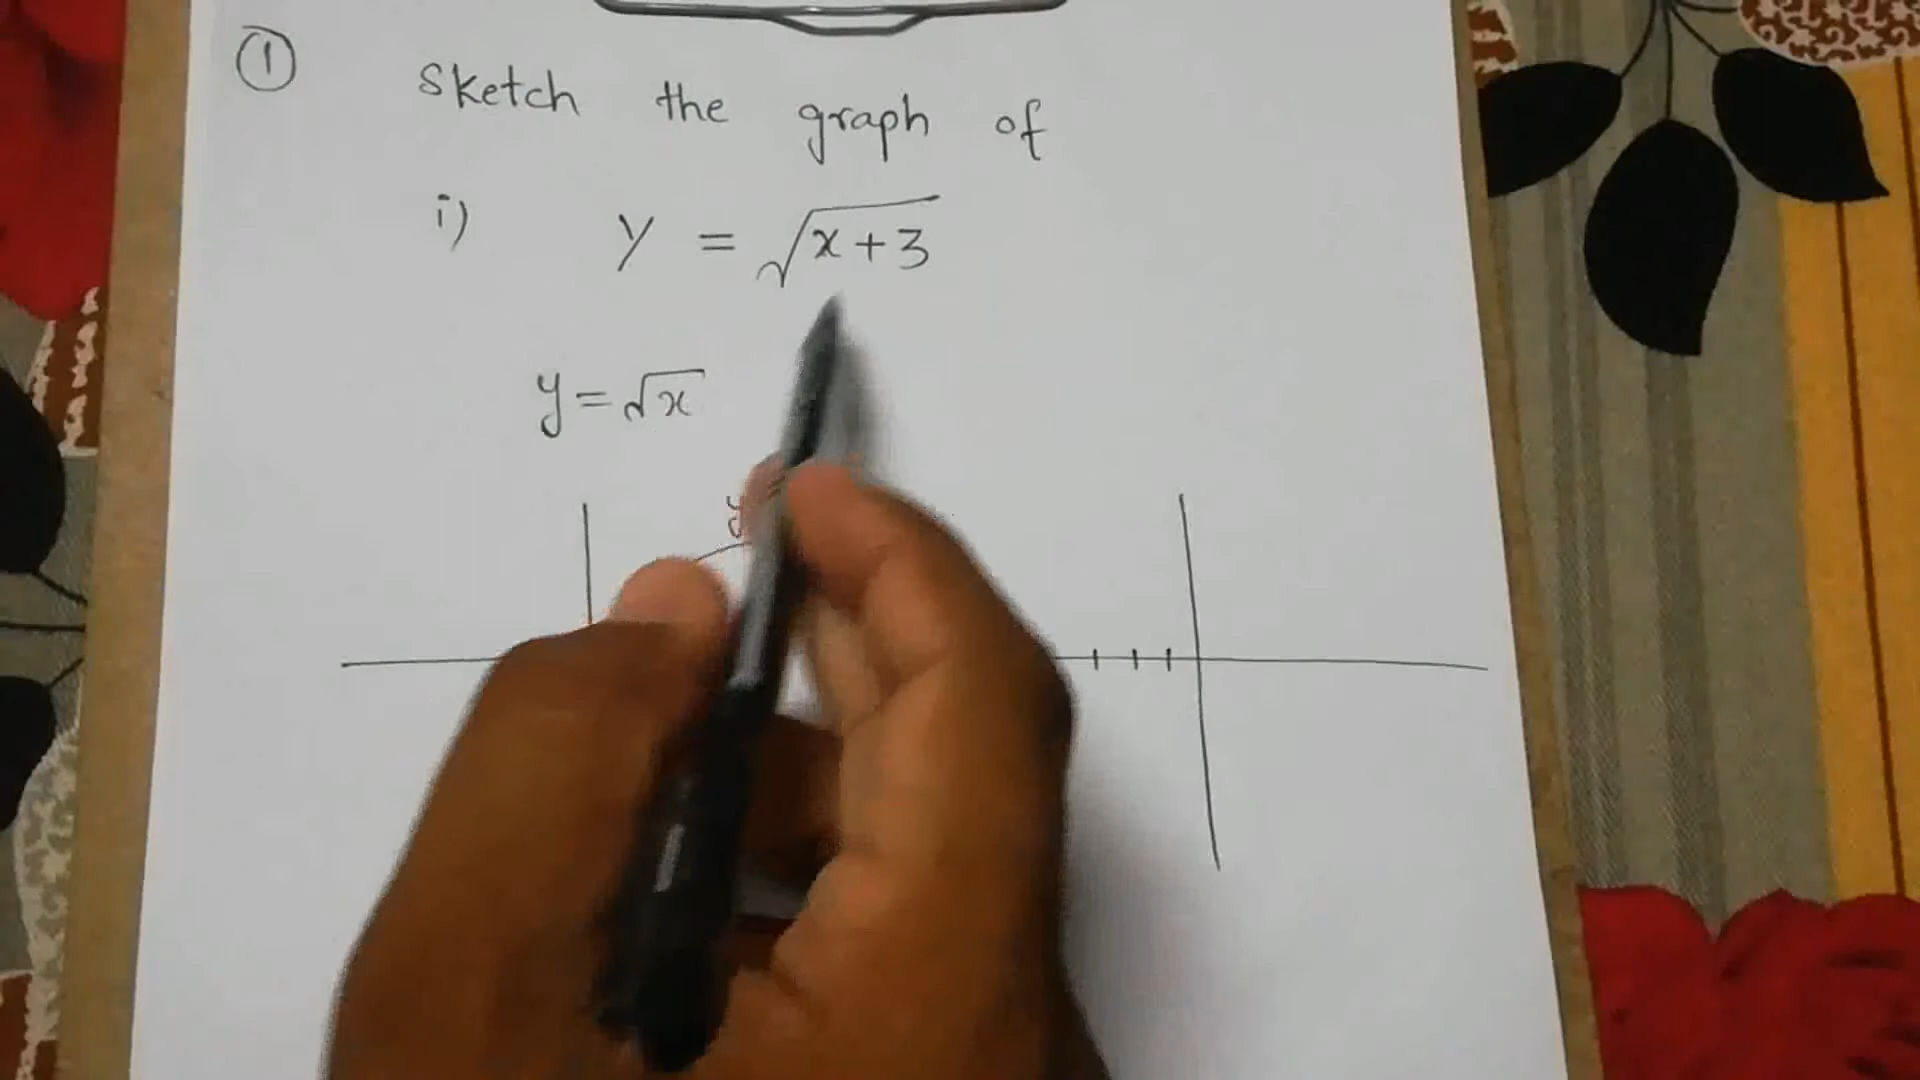 ① Sketch the graph of
i) y = √x+3
y = √x
y